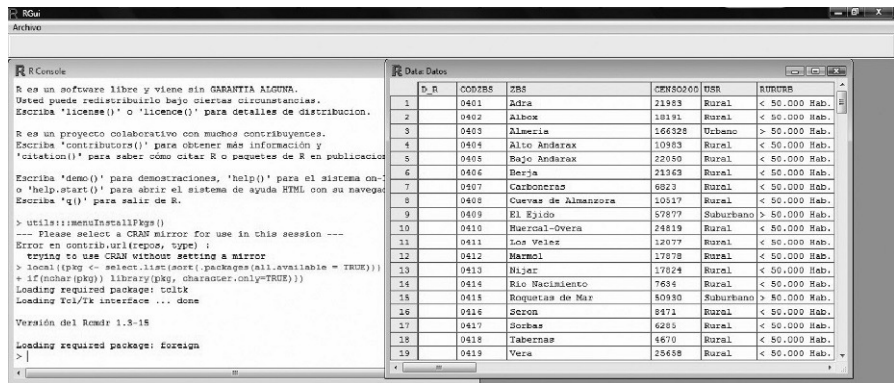 RGui
Archivo
R Console
R es un software libre y viene sin GARANTIA ALGUNA.
Usted puede redistribuirlo bajo ciertas circunstancias.
Escriba 'license()' o 'licence()' para detalles de distribucion.
R es un proyecto colaborativo con muchos contribuyentes.
Escriba 'contributors()' para obtener más información y
'citation()' para saber cómo citar R o paquetes de R en publicacion
Escriba 'demo()' para demostraciones, 'help()' para el sistema on-l
o 'help.start()' para abrir el sistema de ayuda HTML con su navegad
Escriba 'q()' para salir de R.
> utils:::menuInstallPkgs()
--- Please select a CRAN mirror for use in this session ---
Error en contrib.url(repos, type) :
trying to use CRAN without setting a mirror
> local({pkg <- select.list(sort(.packages(all.available = TRUE)))
+ if(nchar(pkg)) library(pkg, character.only=TRUE)})
Loading required package: tcltk
Loading Tcl/Tk interface ... done
Versión del Rcmdr 1.3-15
Loading required package: foreign
>
Data: Datos
D_R CODZBS ZBS CENSO200 USR RURURB
1 0401 Adra 21983 Rural < 50.000 Hab.
2 0402 Albox 18191 Rural < 50.000 Hab.
3 0403 Almeria 166328 Urbano > 50.000 Hab.
4 0404 Alto Andarax 10983 Rural < 50.000 Hab.
5 0405 Bajo Andarax 22050 Rural < 50.000 Hab.
6 0406 Berja 21363 Rural < 50.000 Hab.
7 0407 Carboneras 6823 Rural < 50.000 Hab.
8 0408 Cuevas de Almanzora 10517 Rural < 50.000 Hab.
9 0409 El Ejido 57877 Suburbano > 50.000 Hab.
10 0410 Huercal-Overa 24819 Rural < 50.000 Hab.
11 0411 Los Velez 12077 Rural < 50.000 Hab.
12 0412 Marmol 17878 Rural < 50.000 Hab.
13 0413 Nijar 17824 Rural < 50.000 Hab.
14 0414 Rio Nacimiento 7634 Rural < 50.000 Hab.
15 0415 Roquetas de Mar 50930 Suburbano > 50.000 Hab.
16 0416 Seron 8471 Rural < 50.000 Hab.
17 0417 Sorbas 6285 Rural < 50.000 Hab.
18 0418 Tabernas 4670 Rural < 50.000 Hab.
19 0419 Vera 25658 Rural < 50.000 Hab.